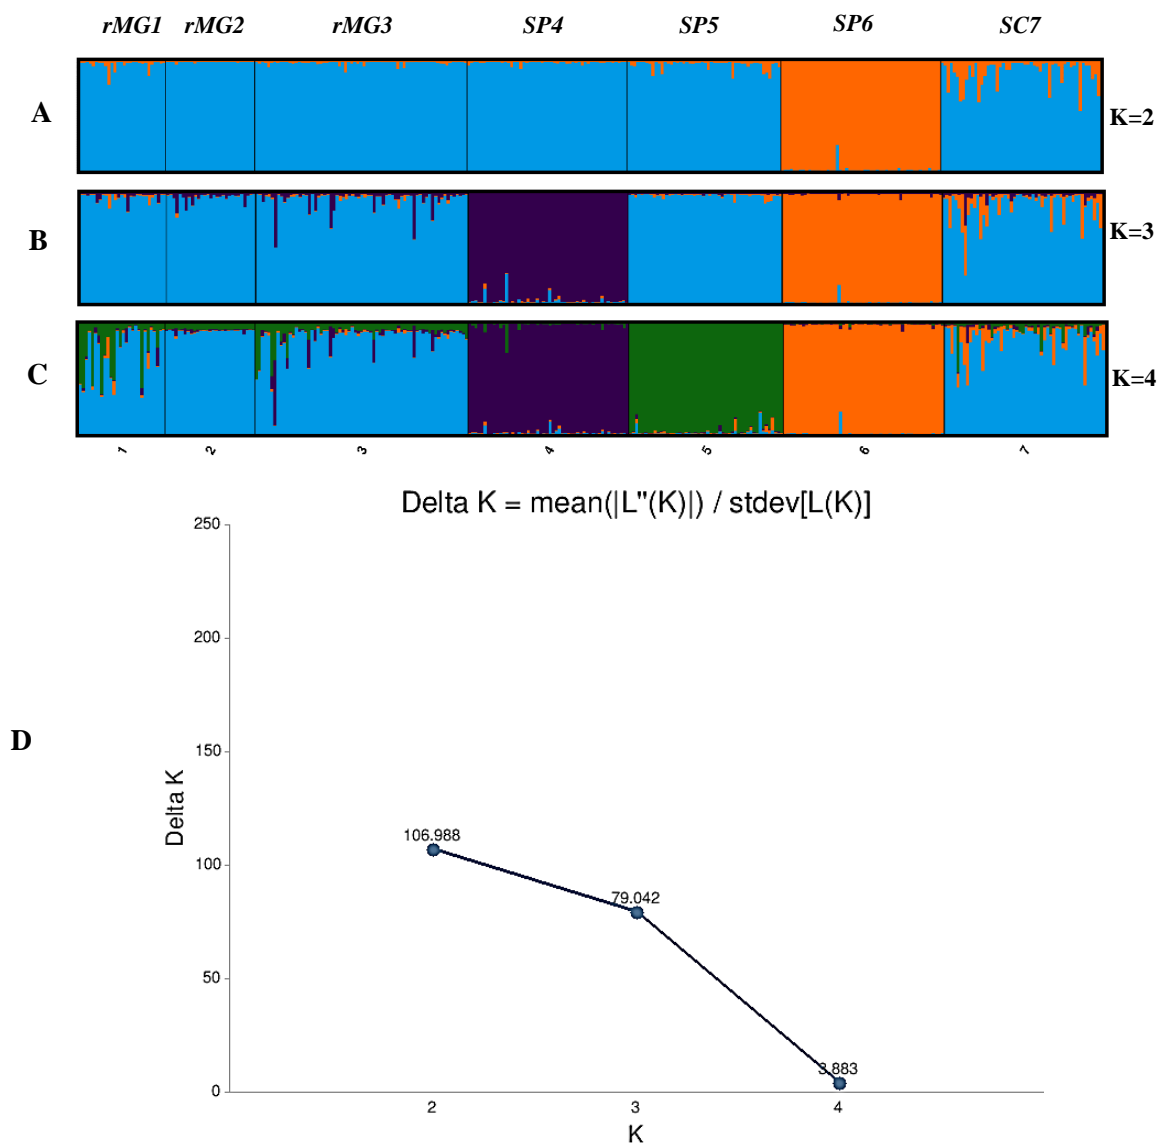 rMG1 rMG2 rMG3 SP4 SP5 SP6 SC7
A K=2
B K=3
C K=4
1 2 3 4 5 6 7
Delta K = mean(|L"(K)|) / stdev[L(K)]
D
Delta K
250
200
150
100
50
0
106.988
79.042
3.883
2 3 4
K